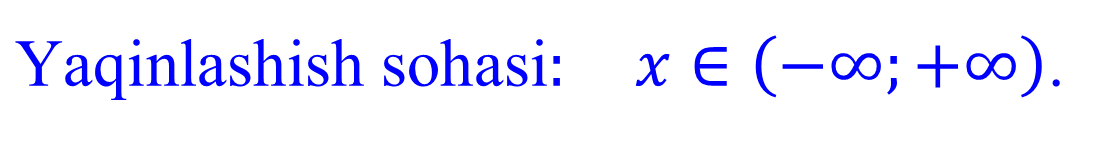 Yaqinlashish sohasi: x ∈ (−∞; +∞).